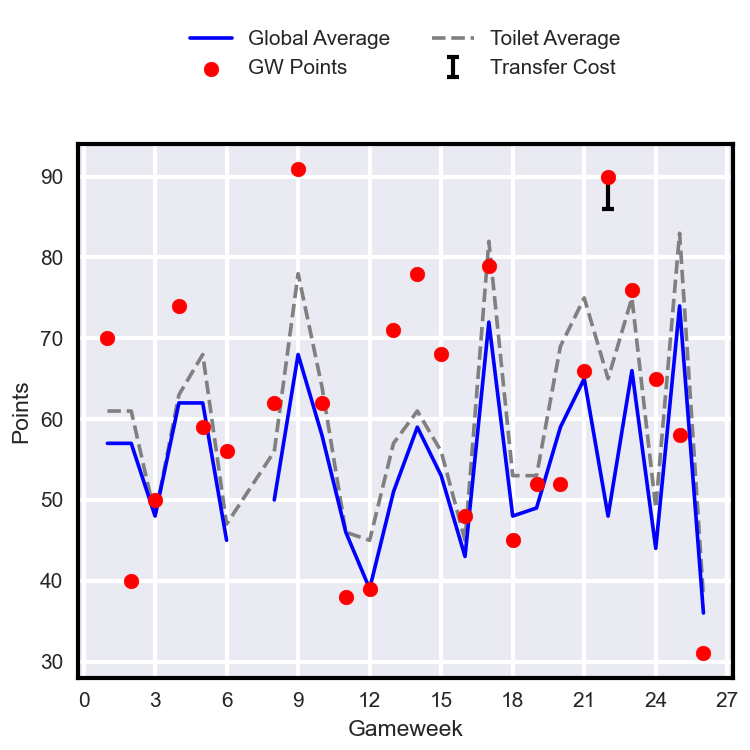 Global Average
Toilet Average
GW Points
Transfer Cost
90
80
70
60
50
40
30
Points
0 3 6 9 12 15 18 21 24 27
Gameweek